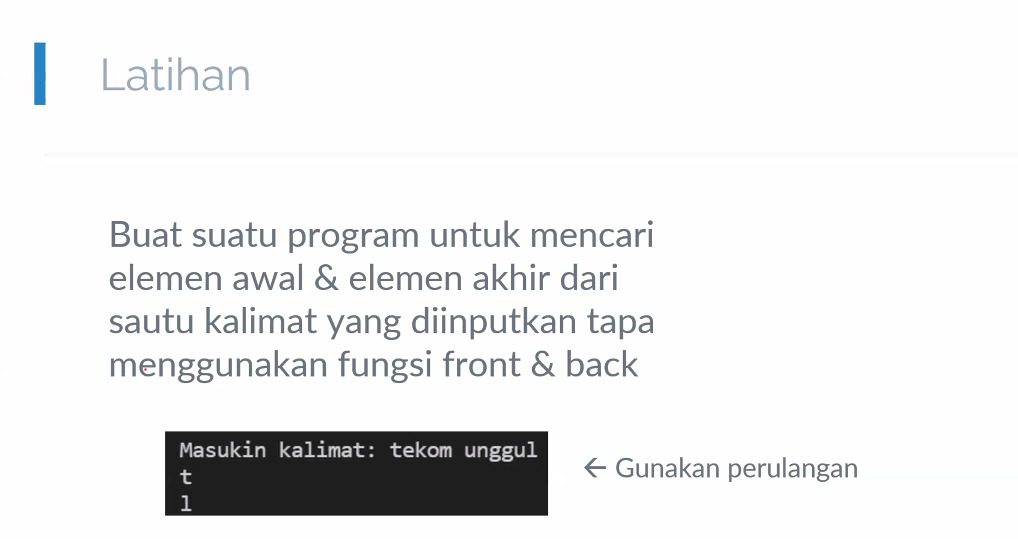 Latihan
Buat suatu program untuk mencari
elemen awal & elemen akhir dari
sautu kalimat yang diinputkan tapa
menggunakan fungsi front & back
Masukin kalimat: tekom unggul
t
l
← Gunakan perulangan